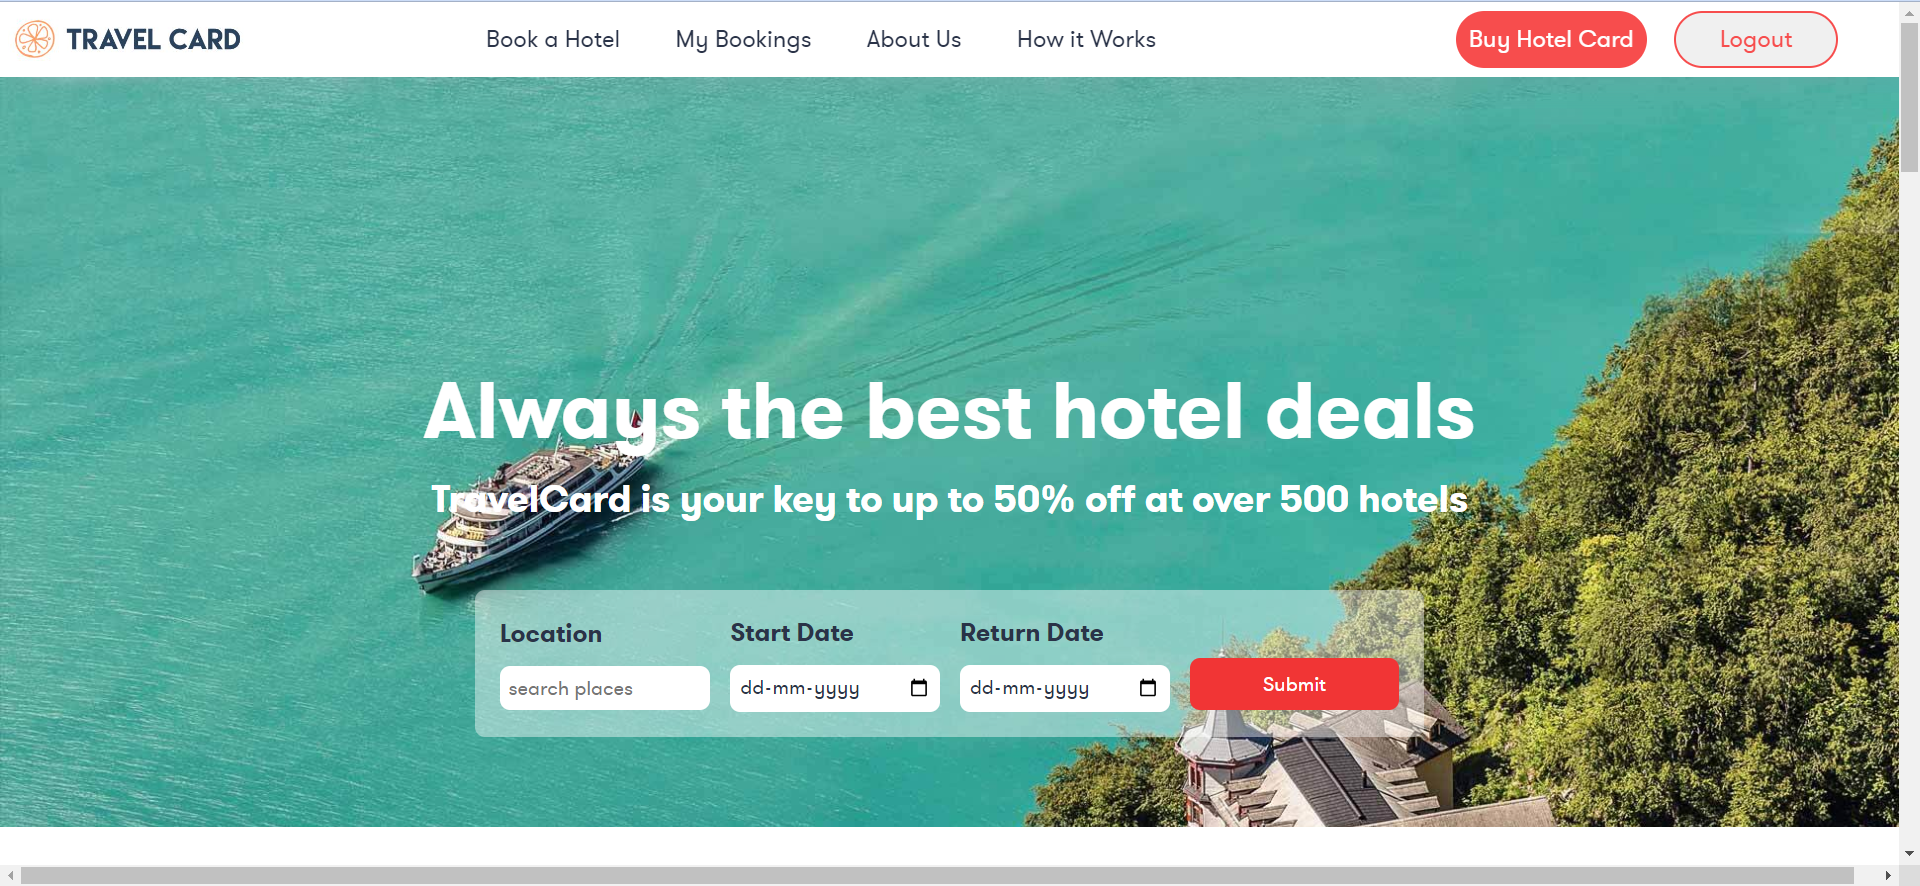 TRAVEL CARD
Book a Hotel
My Bookings
About Us
How it Works
Buy Hotel Card
Logout
Always the best hotel deals
TravelCard is your key to up to 50% off at over 500 hotels
Location
Start Date
Return Date
search places
dd-mm-yyyy
dd-mm-yyyy
Submit